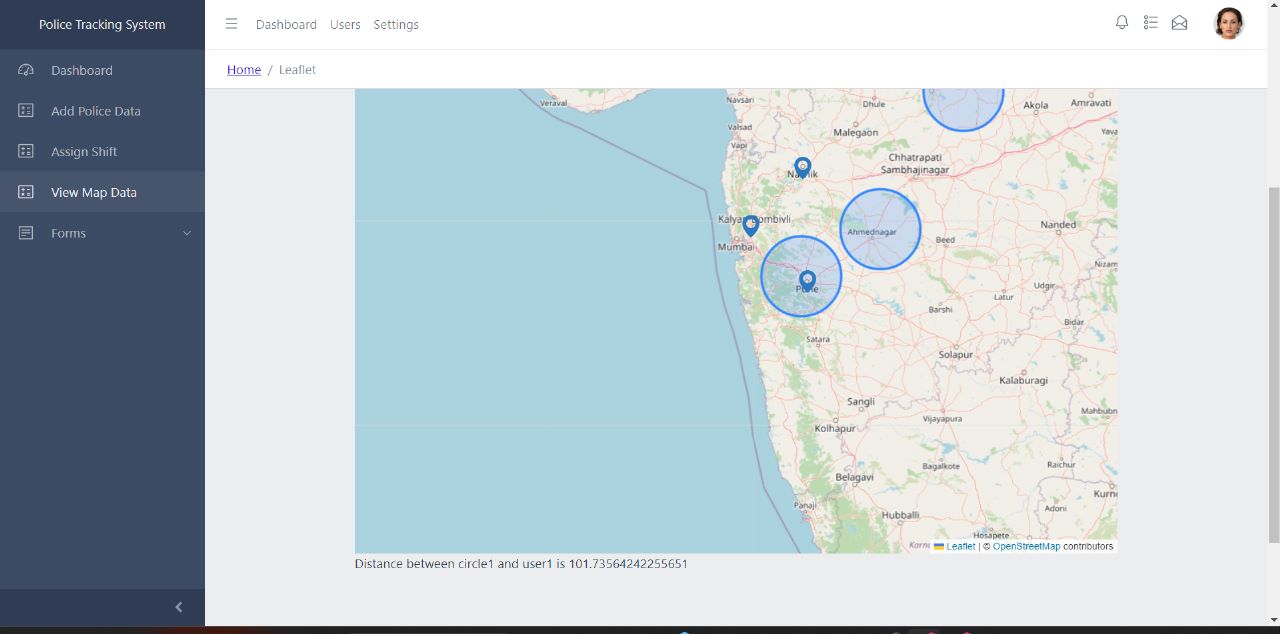 Police Tracking System
Dashboard Users Settings
Dashboard
Add Police Data
Assign Shift
View Map Data
Forms
Home / Leaflet
Veraval
Navsari
Dhule
Akola
Amravati
Valsad
Vapi
Malegaon
Yava
Chhatrapati
Sambhajinagar
Kalyan Dombivli
Mumbai
Ahmednagar
Beed
Nanded
Pune
Nizam
Udgir
Latur
Barshi
Bidar
Satara
Solapur
Kalaburagi
Sangli
Kolhapur
Vijayapura
Mahbubn
Bagalkote
Raichur
Belagavi
Kurno
Panaji
Adoni
Hubballi
Hosapete
Karn
Leaflet | © OpenStreetMap contributors
Distance between circle1 and user1 is 101.73564242255651